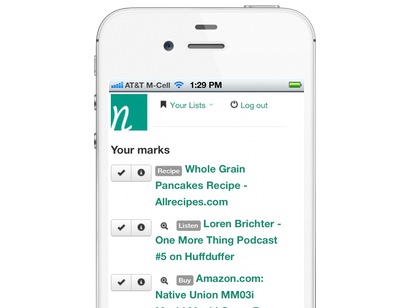 AT&T M-Cell 1:29 PM
n
Your Lists Log out
Your marks
Recipe Whole Grain
Pancakes Recipe -
Allrecipes.com
Listen Loren Brichter -
One More Thing Podcast
#5 on Huffduffer
Buy Amazon.com:
Native Union MM03i